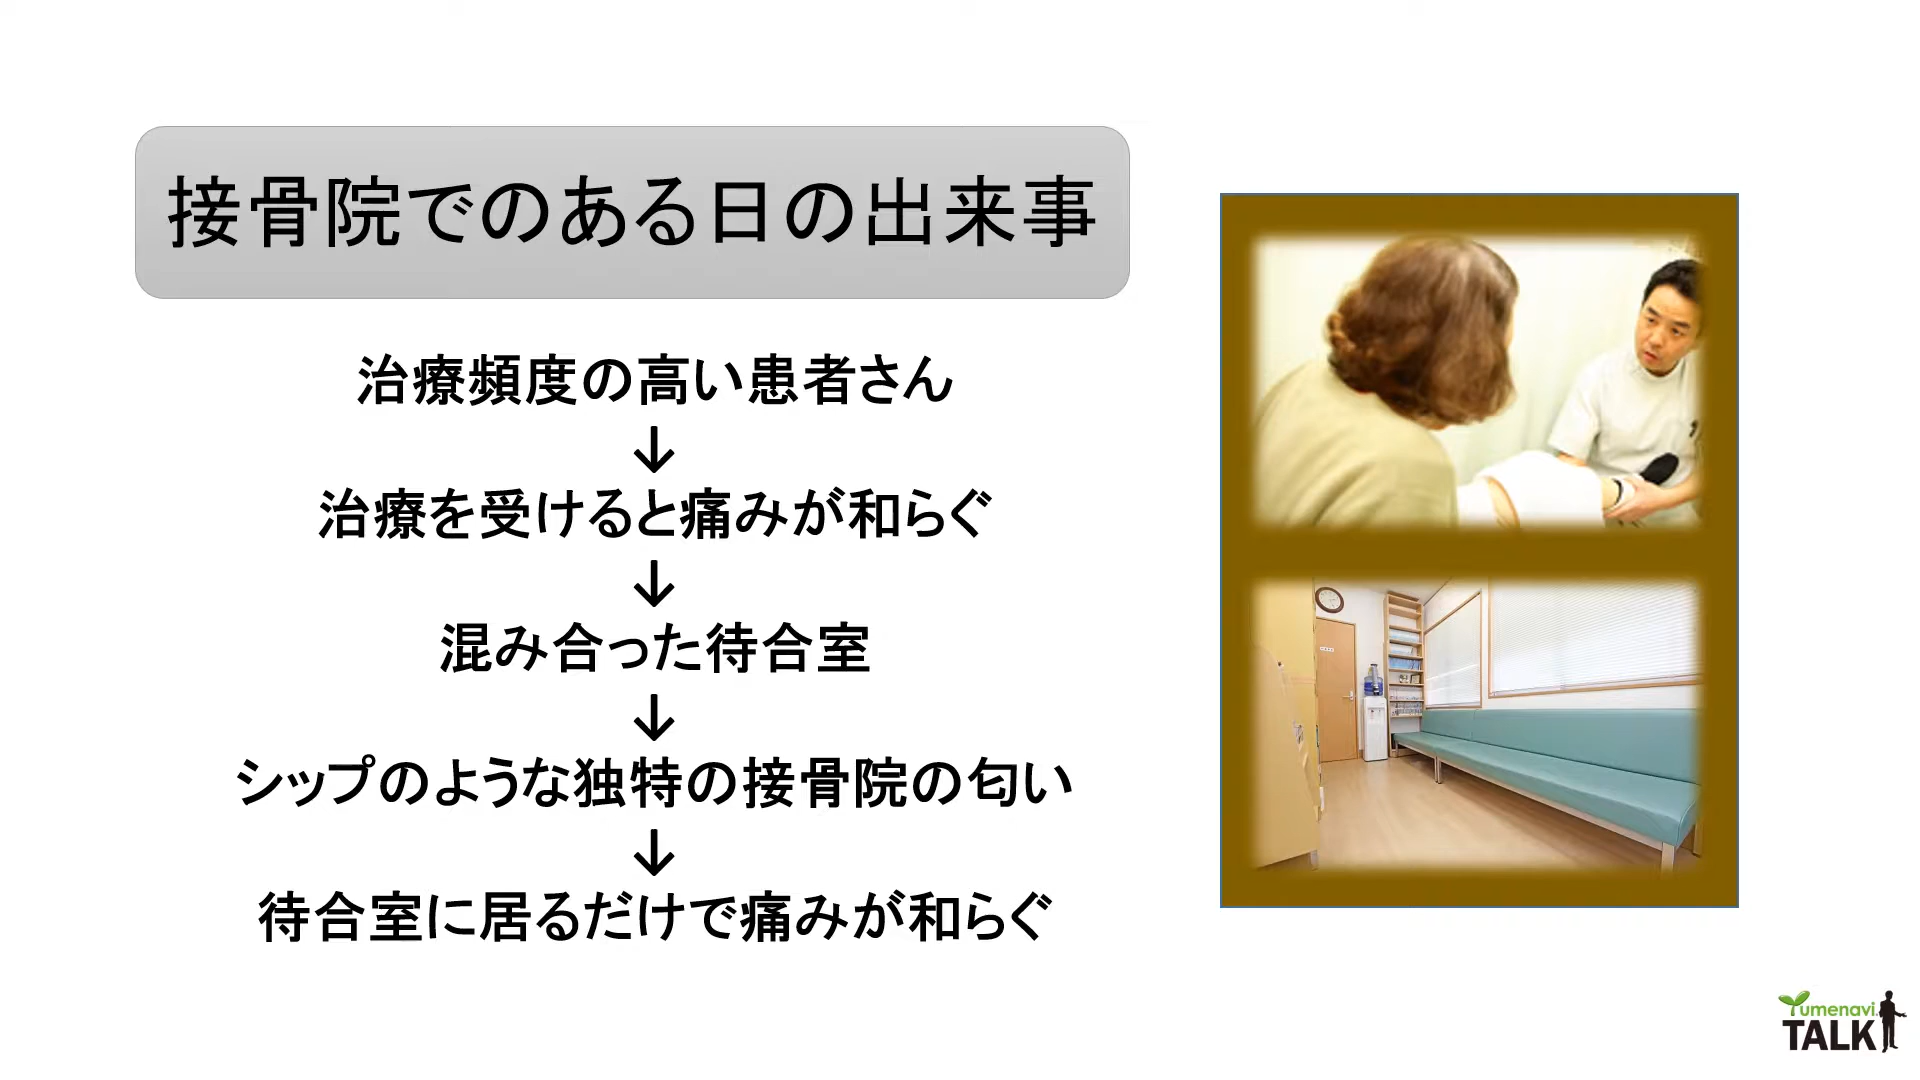 接骨院でのある日の出来事
治療頻度の高い患者さん
↓
治療を受けると痛みが和らぐ
↓
混み合った待合室
↓
シップのような独特の接骨院の匂い
↓
待合室に居るだけで痛みが和らぐ
Yumenavi
TALK